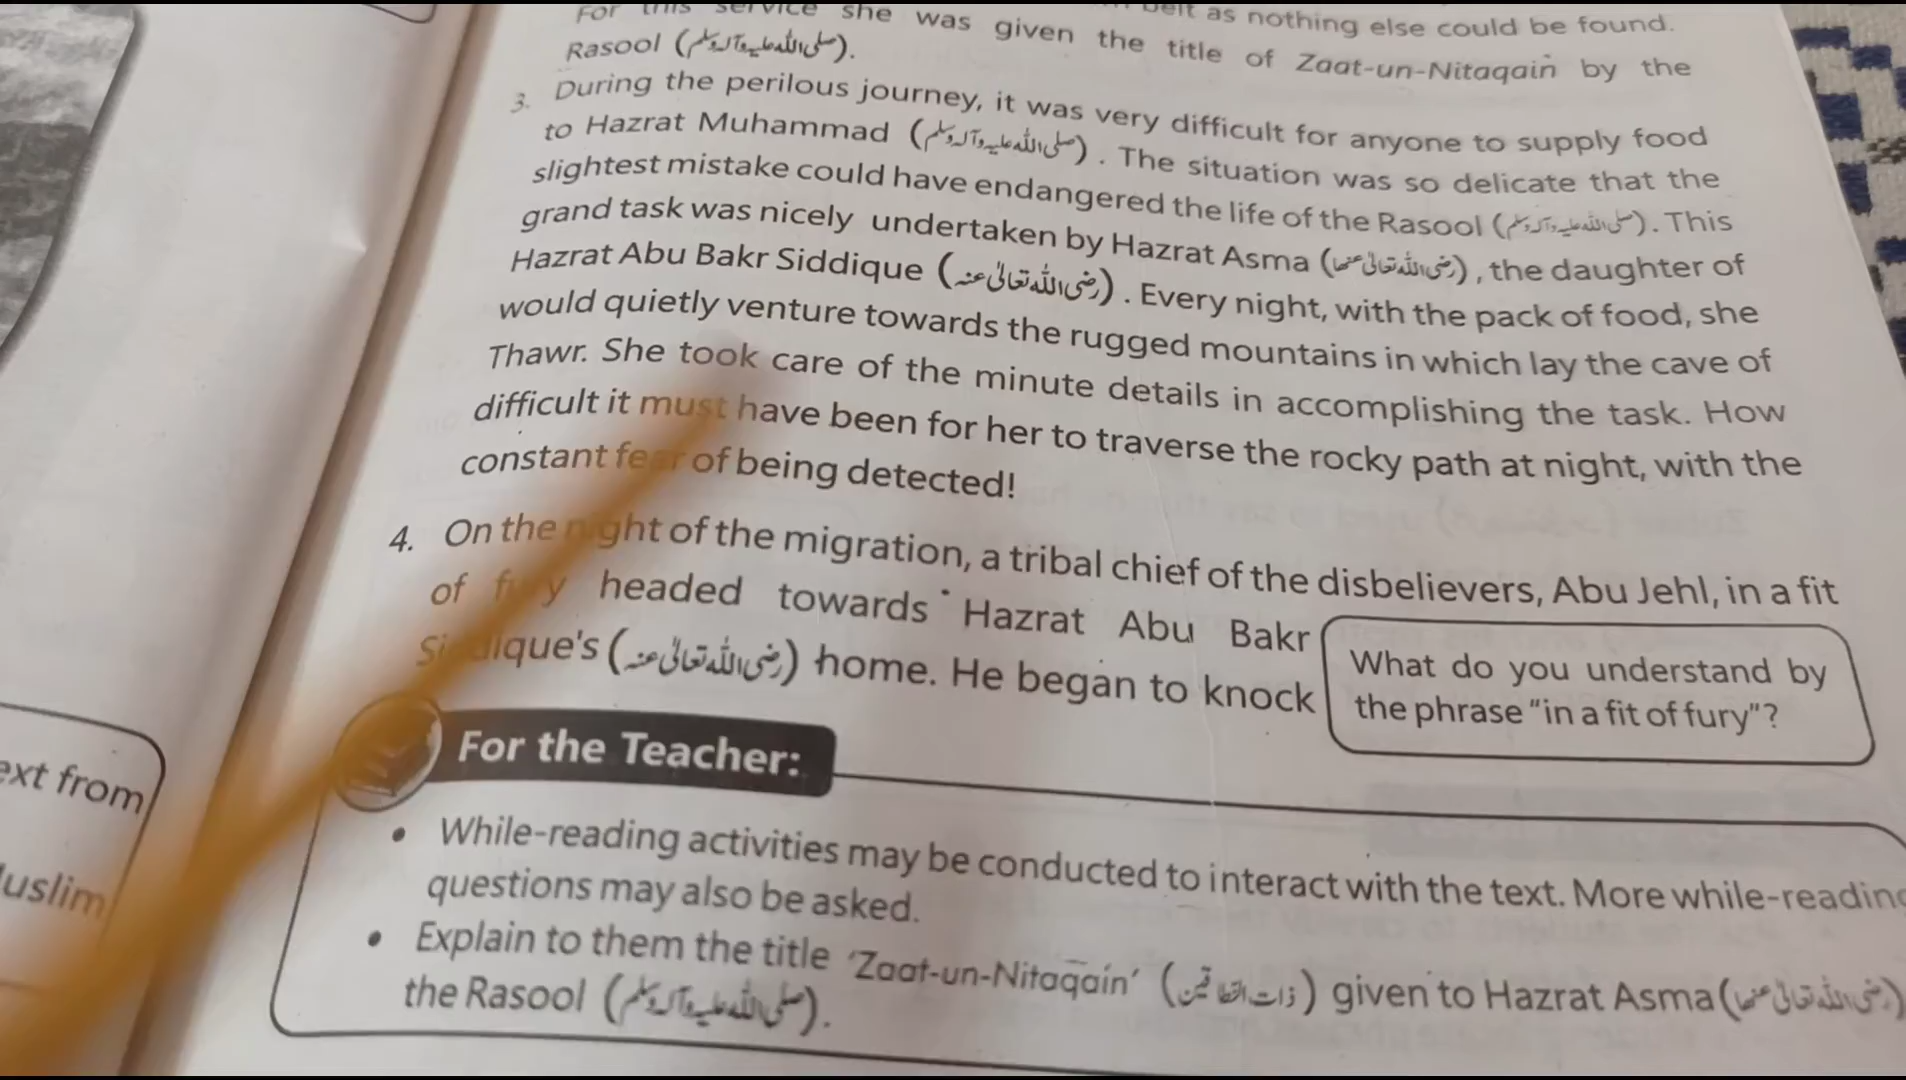 belt as nothing else could be found.
For this service she was given the title of Zaat-un-Nitaqain by the
Rasool (صلی اللہ علیہ وآلہ وسلم).
3. During the perilous journey, it was very difficult for anyone to supply food
to Hazrat Muhammad (صلی اللہ علیہ وآلہ وسلم). The situation was so delicate that the
slightest mistake could have endangered the life of the Rasool (صلی اللہ علیہ وآلہ وسلم). This
grand task was nicely undertaken by Hazrat Asma (رضی اللہ تعالیٰ عنہا), the daughter of
Hazrat Abu Bakr Siddique (رضی اللہ تعالیٰ عنہ). Every night, with the pack of food, she
would quietly venture towards the rugged mountains in which lay the cave of
Thawr. She took care of the minute details in accomplishing the task. How
difficult it must have been for her to traverse the rocky path at night, with the
constant fear of being detected!
4. On the night of the migration, a tribal chief of the disbelievers, Abu Jehl, in a fit
of fury headed towards Hazrat Abu Bakr
Siddique's (رضی اللہ تعالیٰ عنہ) home. He began to knock
What do you understand by
the phrase "in a fit of fury"?
For the Teacher:
• While-reading activities may be conducted to interact with the text. More while-reading
questions may also be asked.
• Explain to them the title 'Zaat-un-Nitaqain' (ذات النطاقین) given to Hazrat Asma (رضی اللہ تعالیٰ عنہا)
the Rasool (صلی اللہ علیہ وآلہ وسلم).
ext from
uslim